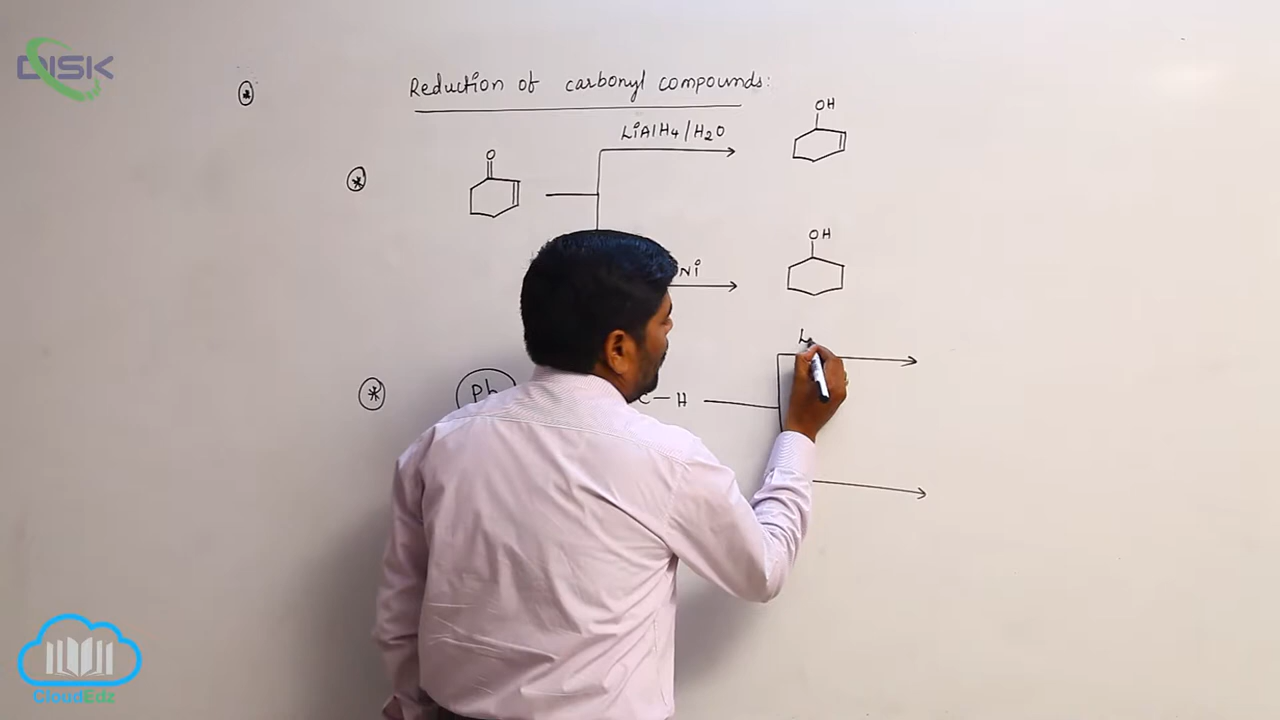 DISK
Reduction of carbonyl compounds:
OH
LiAlH4/H2O
O
OH
Ni
L
Ph
C-H
CloudEdz